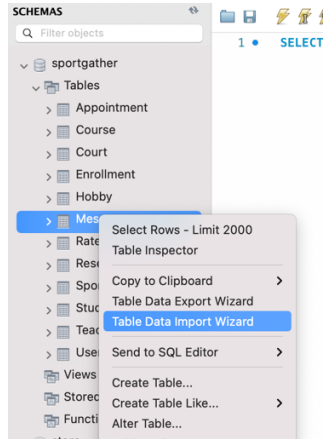 SCHEMAS
Filter objects
1 SELECT
sportgather
Tables
Appointment
Course
Court
Enrollment
Hobby
Mes
Rate
Rese
Spo
Stuc
Teac
Use
Views
Stored
Functi
Select Rows - Limit 2000
Table Inspector
Copy to Clipboard
Table Data Export Wizard
Table Data Import Wizard
Send to SQL Editor
Create Table...
Create Table Like...
Alter Table...